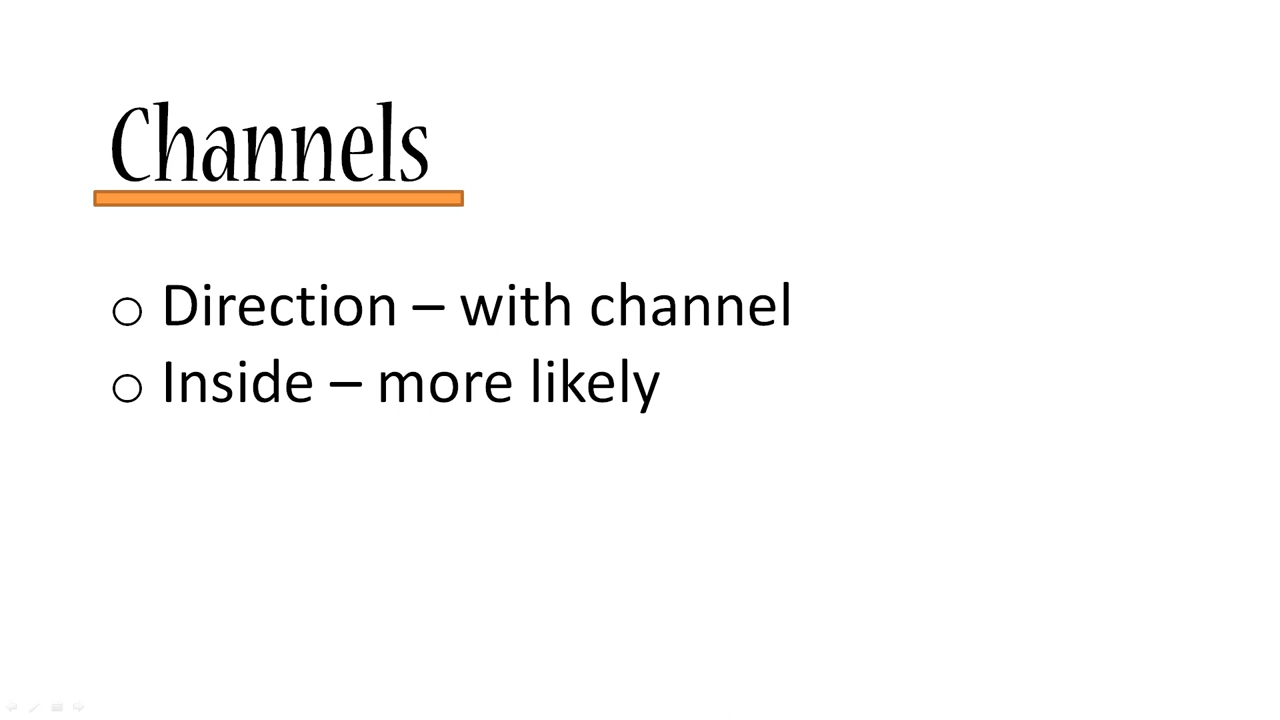 Channels
o Direction – with channel
o Inside – more likely